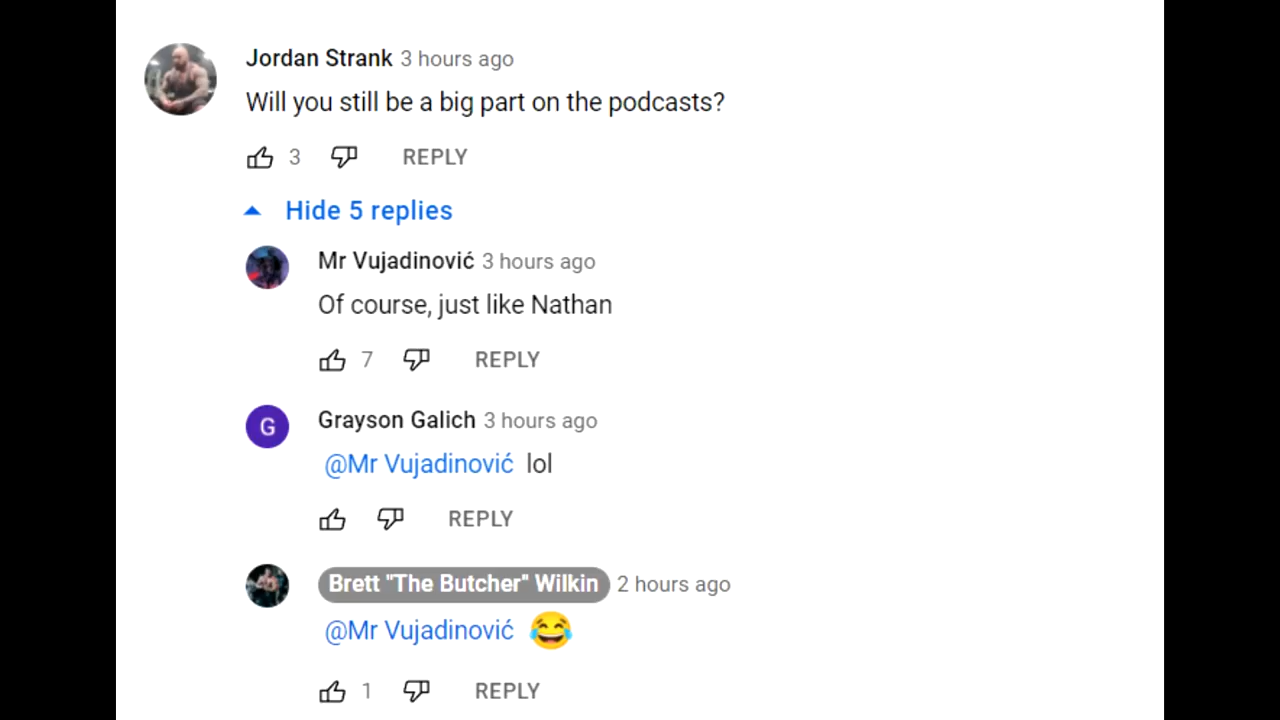 Jordan Strank 3 hours ago
Will you still be a big part on the podcasts?
3 REPLY
Hide 5 replies
Mr Vujadinović 3 hours ago
Of course, just like Nathan
7 REPLY
G Grayson Galich 3 hours ago
@Mr Vujadinović lol
REPLY
Brett "The Butcher" Wilkin 2 hours ago
@Mr Vujadinović 😂
1 REPLY